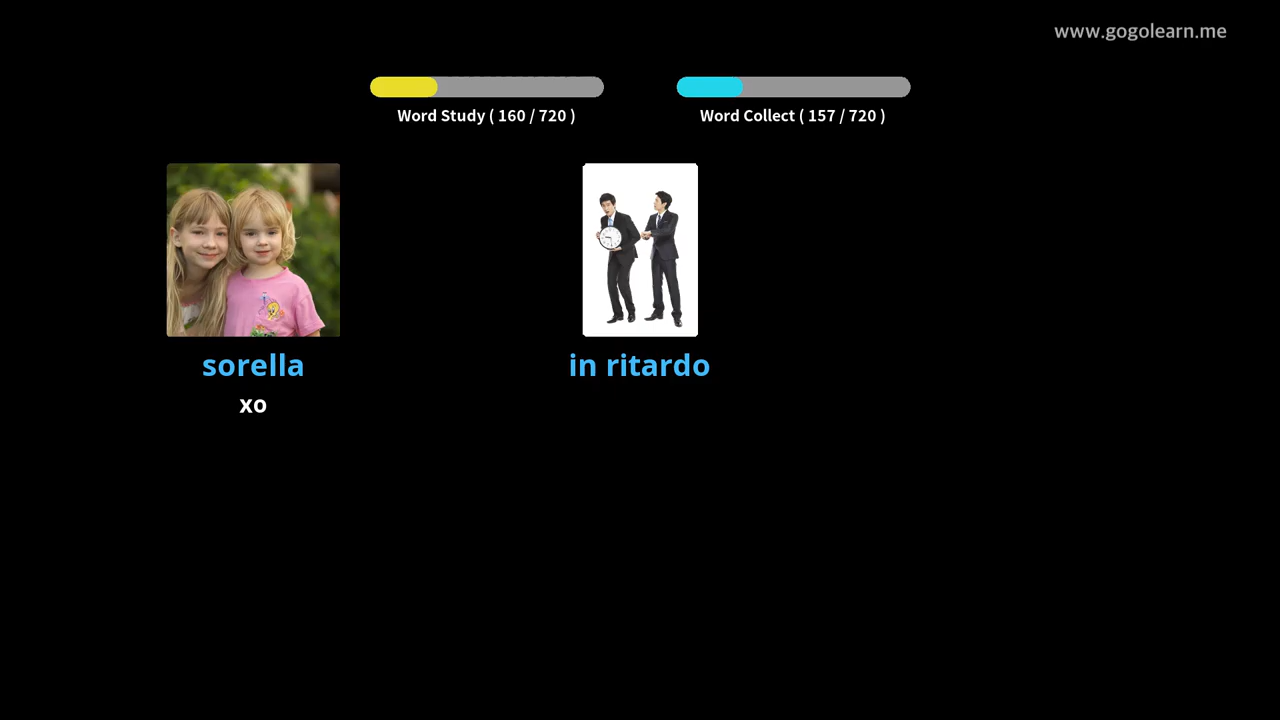 www.gogolearn.me
Word Study ( 160 / 720 )
Word Collect ( 157 / 720 )
sorella
in ritardo
xo